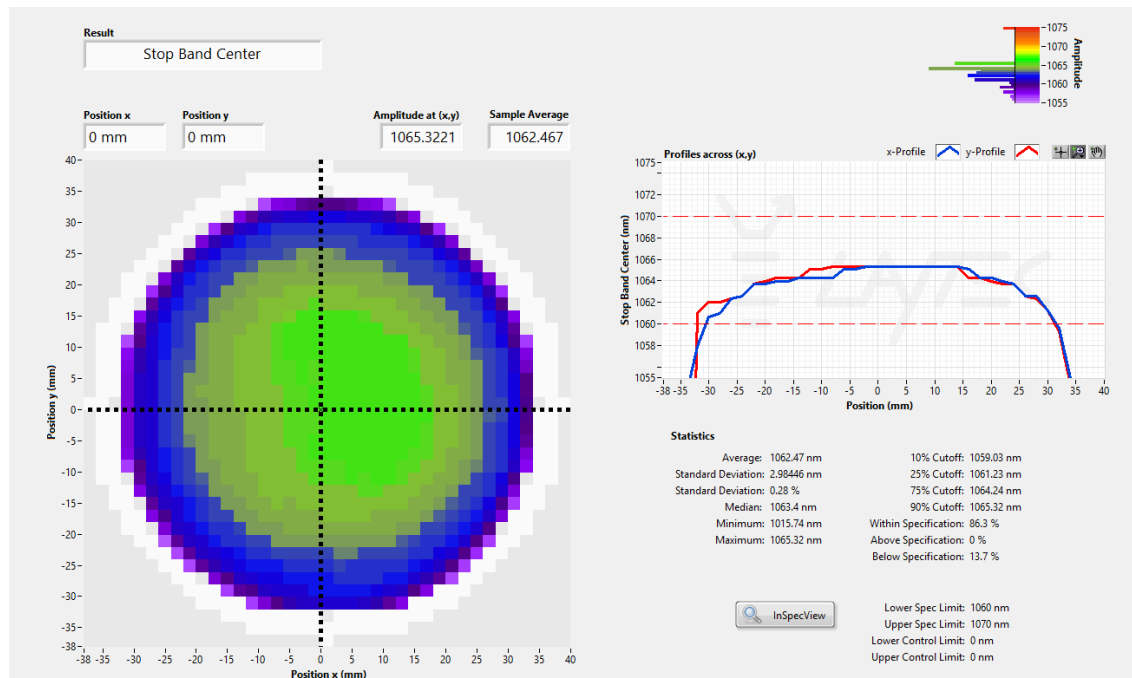 Result
Stop Band Center
1075
1070
1065
1060
1055
Amplitude
Position x
Position y
Amplitude at (x,y)
Sample Average
0 mm
0 mm
1065.3221
1062.467
40
35
30
25
20
15
10
5
0
-5
-10
-15
-20
-25
-30
-38
Position y (mm)
-38 -35 -30 -25 -20 -15 -10 -5 0 5 10 15 20 25 30 35 40
Position x (mm)
Profiles across (x,y)
x-Profile
y-Profile
1075
1072
1070
1068
1066
1064
1062
1060
1058
1055
Stop Band Center (nm)
-38 -35 -30 -25 -20 -15 -10 -5 0 5 10 15 20 25 30 35 40
Position (mm)
Statistics
Average: 1062.47 nm
Standard Deviation: 2.98446 nm
Standard Deviation: 0.28 %
Median: 1063.4 nm
Minimum: 1015.74 nm
Maximum: 1065.32 nm
10% Cutoff: 1059.03 nm
25% Cutoff: 1061.23 nm
75% Cutoff: 1064.24 nm
90% Cutoff: 1065.32 nm
Within Specification: 86.3 %
Above Specification: 0 %
Below Specification: 13.7 %
InSpecView
Lower Spec Limit: 1060 nm
Upper Spec Limit: 1070 nm
Lower Control Limit: 0 nm
Upper Control Limit: 0 nm